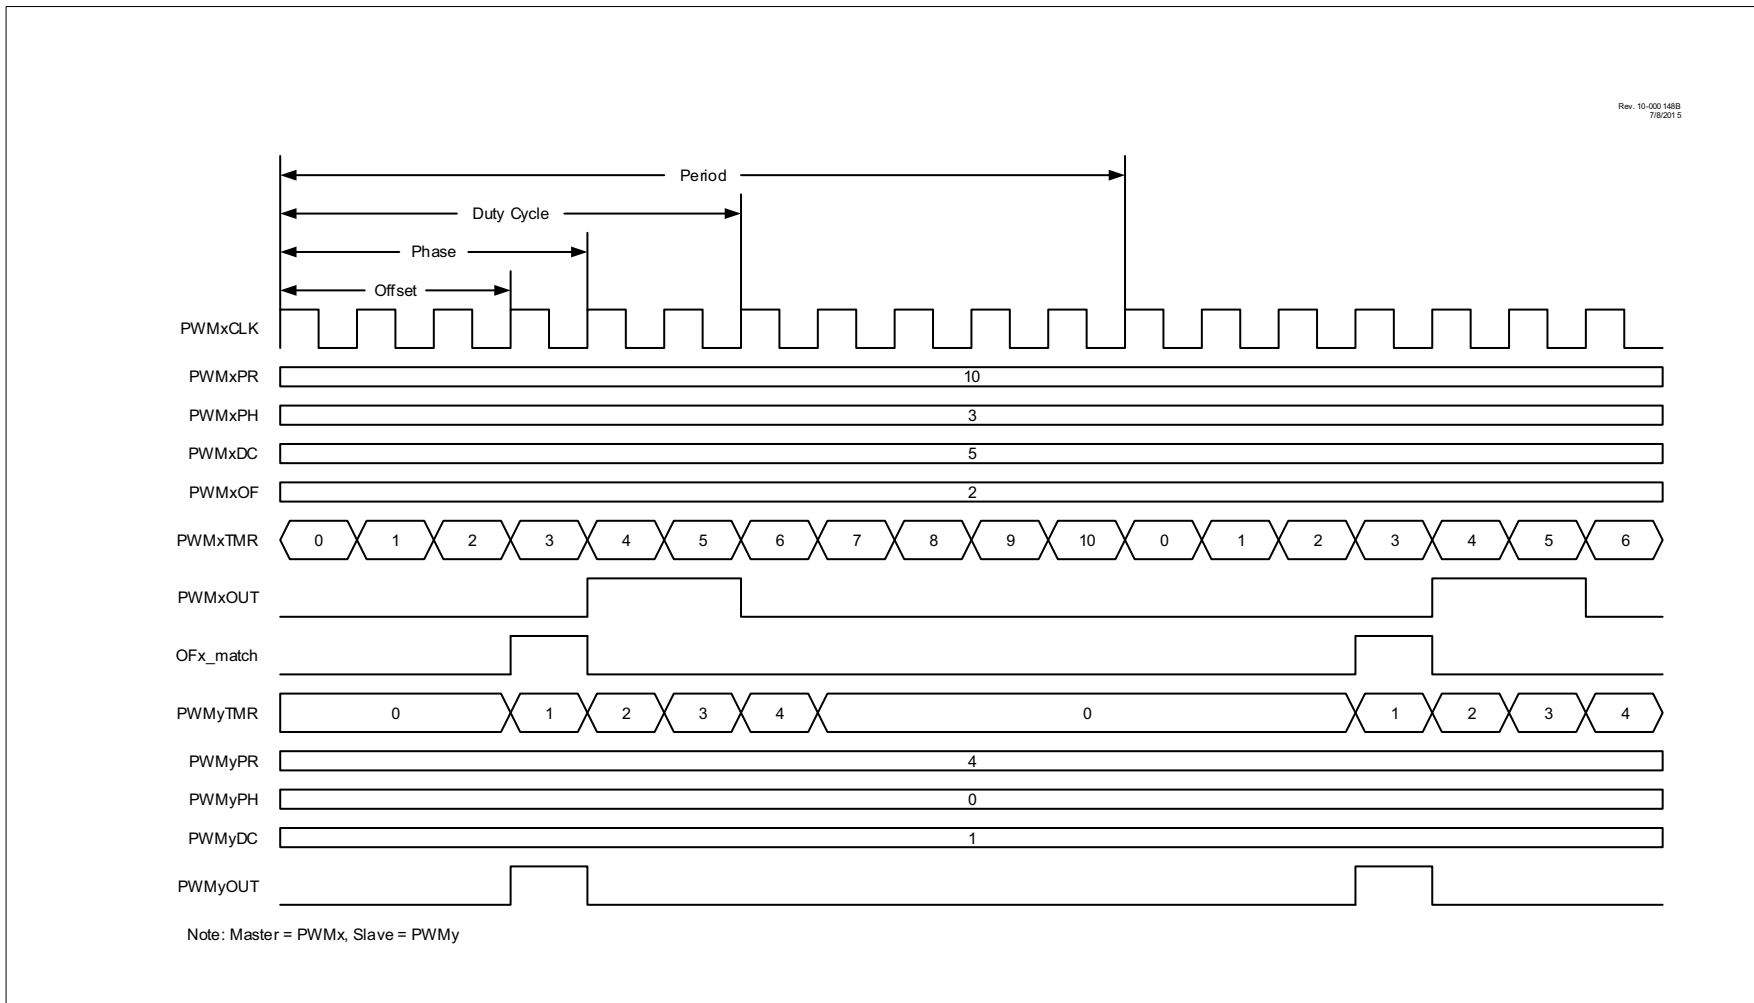 Rev. 10-000 148B
7/8/201 5
Period
Duty Cycle
Phase
Offset
PWMxCLK
PWMxPR 10
PWMxPH 3
PWMxDC 5
PWMxOF 2
PWMxTMR 0 1 2 3 4 5 6 7 8 9 10 0 1 2 3 4 5 6
PWMxOUT
OFx_match
PWMyTMR 0 1 2 3 4 0 1 2 3 4
PWMyPR 4
PWMyPH 0
PWMyDC 1
PWMyOUT
Note: Master = PWMx, Slave = PWMy